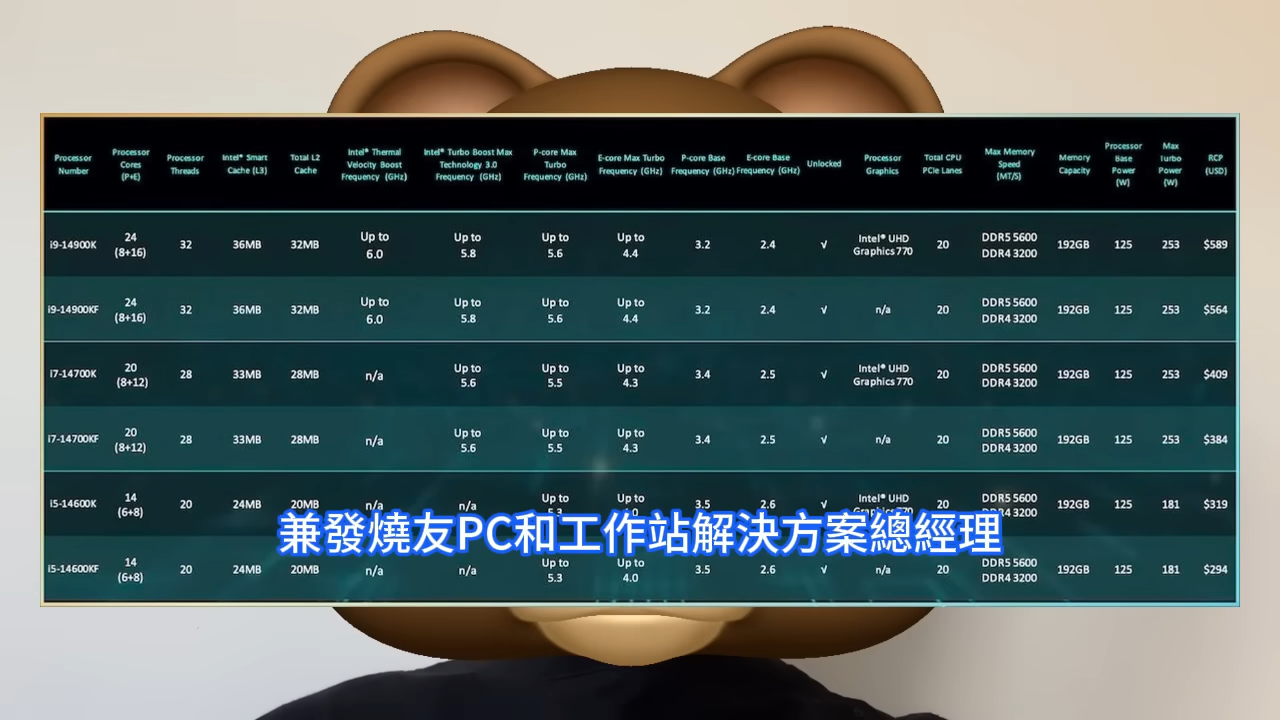 Processor Number
Processor Cores (P+E)
Processor Threads
Intel® Smart Cache (L3)
Total L2 Cache
Intel® Thermal Velocity Boost Frequency (GHz)
Intel® Turbo Boost Max Technology 3.0 Frequency (GHz)
P-core Max Turbo Frequency (GHz)
E-core Max Turbo Frequency (GHz)
P-core Base Frequency (GHz)
E-core Base Frequency (GHz)
Unlocked
Processor Graphics
Total CPU PCIe Lanes
Max Memory Speed (MT/S)
Memory Capacity
Processor Base Power (W)
Max Turbo Power (W)
RCP (USD)
i9-14900K 24 (8+16) 32 36MB 32MB Up to 6.0 Up to 5.8 Up to 5.6 Up to 4.4 3.2 2.4 √ Intel® UHD Graphics 770 20 DDR5 5600 DDR4 3200 192GB 125 253 $589
i9-14900KF 24 (8+16) 32 36MB 32MB Up to 6.0 Up to 5.8 Up to 5.6 Up to 4.4 3.2 2.4 √ n/a 20 DDR5 5600 DDR4 3200 192GB 125 253 $564
i7-14700K 20 (8+12) 28 33MB 28MB n/a Up to 5.6 Up to 5.5 Up to 4.3 3.4 2.5 √ Intel® UHD Graphics 770 20 DDR5 5600 DDR4 3200 192GB 125 253 $409
i7-14700KF 20 (8+12) 28 33MB 28MB n/a Up to 5.6 Up to 5.5 Up to 4.3 3.4 2.5 √ n/a 20 DDR5 5600 DDR4 3200 192GB 125 253 $384
i5-14600K 14 (6+8) 20 24MB 20MB n/a n/a Up to Up to 3.5 2.6 √ Intel® UHD 20 DDR5 5600 DDR4 3200 192GB 125 181 $319
兼發燒友PC和工作站解決方案總經理
i5-14600KF 14 (6+8) 20 24MB 20MB n/a n/a Up to 5.3 Up to 4.0 3.5 2.6 √ n/a 20 DDR5 5600 DDR4 3200 192GB 125 181 $294